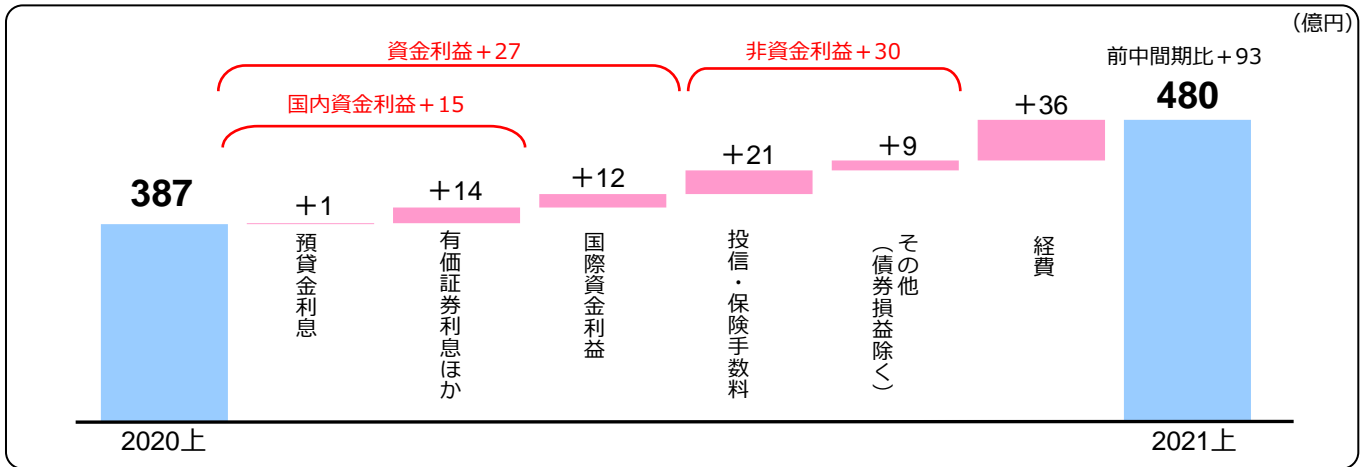 （億円）
資金利益＋27
非資金利益＋30
前中間期比＋93
国内資金利益＋15
480
＋36
＋9
＋21
＋12
＋14
＋1
387
預貸金利息
有価証券利息ほか
国際資金利益
投信・保険手数料
その他
（債券損益除く）
経費
2020上
2021上